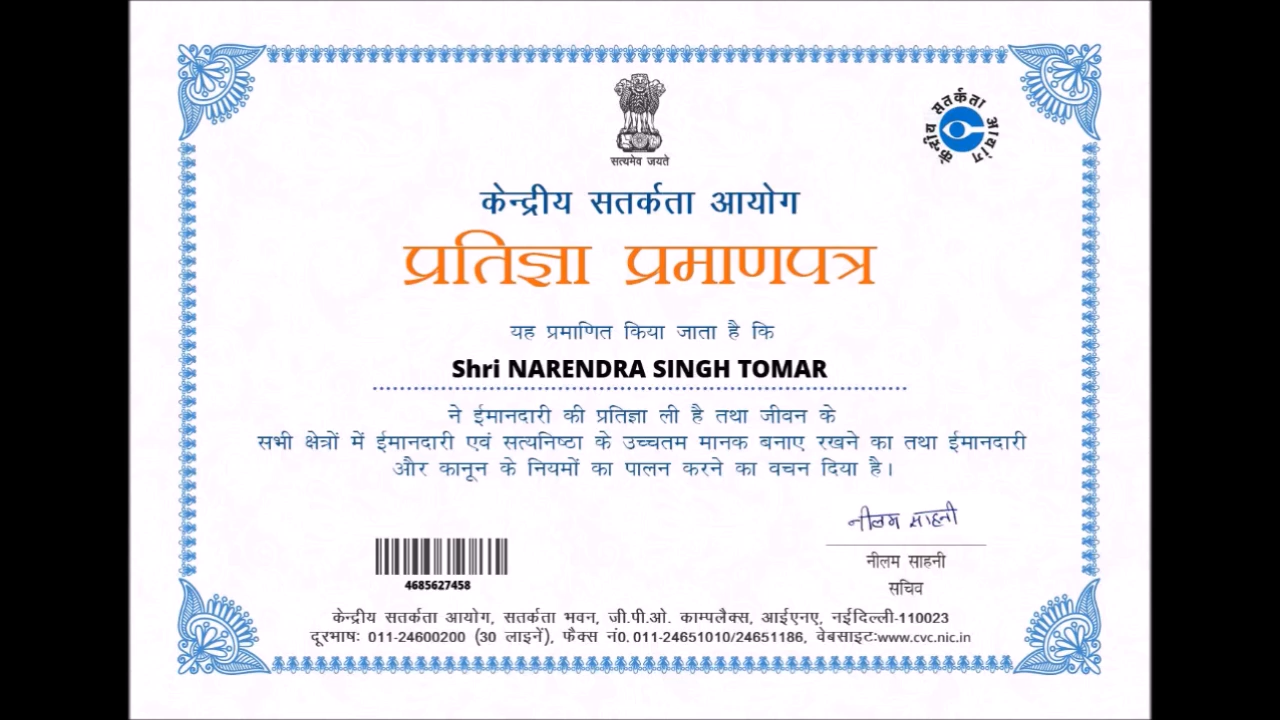 सत्यमेव जयते
केन्द्रीय सतर्कता आयोग
केन्द्रीय सतर्कता आयोग
प्रतिज्ञा प्रमाणपत्र
यह प्रमाणित किया जाता है कि
Shri NARENDRA SINGH TOMAR
ने ईमानदारी की प्रतिज्ञा ली है तथा जीवन के
सभी क्षेत्रों में ईमानदारी एवं सत्यनिष्ठा के उच्चतम मानक बनाए रखने का तथा ईमानदारी
और कानून के नियमों का पालन करने का वचन दिया है।
नीलम साहनी
नीलम साहनी
सचिव
4685627458
केन्द्रीय सतर्कता आयोग, सतर्कता भवन, जी.पी.ओ. काम्पलैक्स, आईएनए, नईदिल्ली-110023
दूरभाषः 011-24600200 (30 लाइनें), फैक्स नं0. 011-24651010/24651186, वेबसाइटःwww.cvc.nic.in